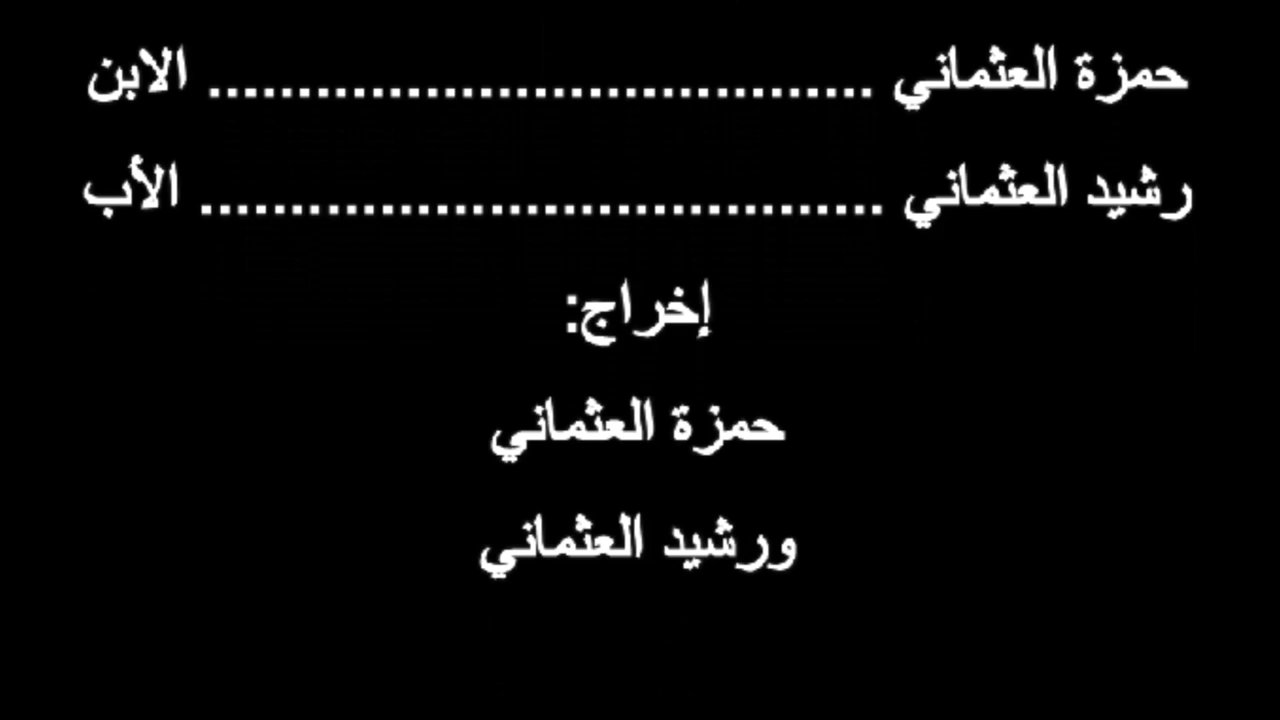 حمزة العثماني ..................................... الابن
رشيد العثماني ...................................... الأب
إخراج:
حمزة العثماني
ورشيد العثماني